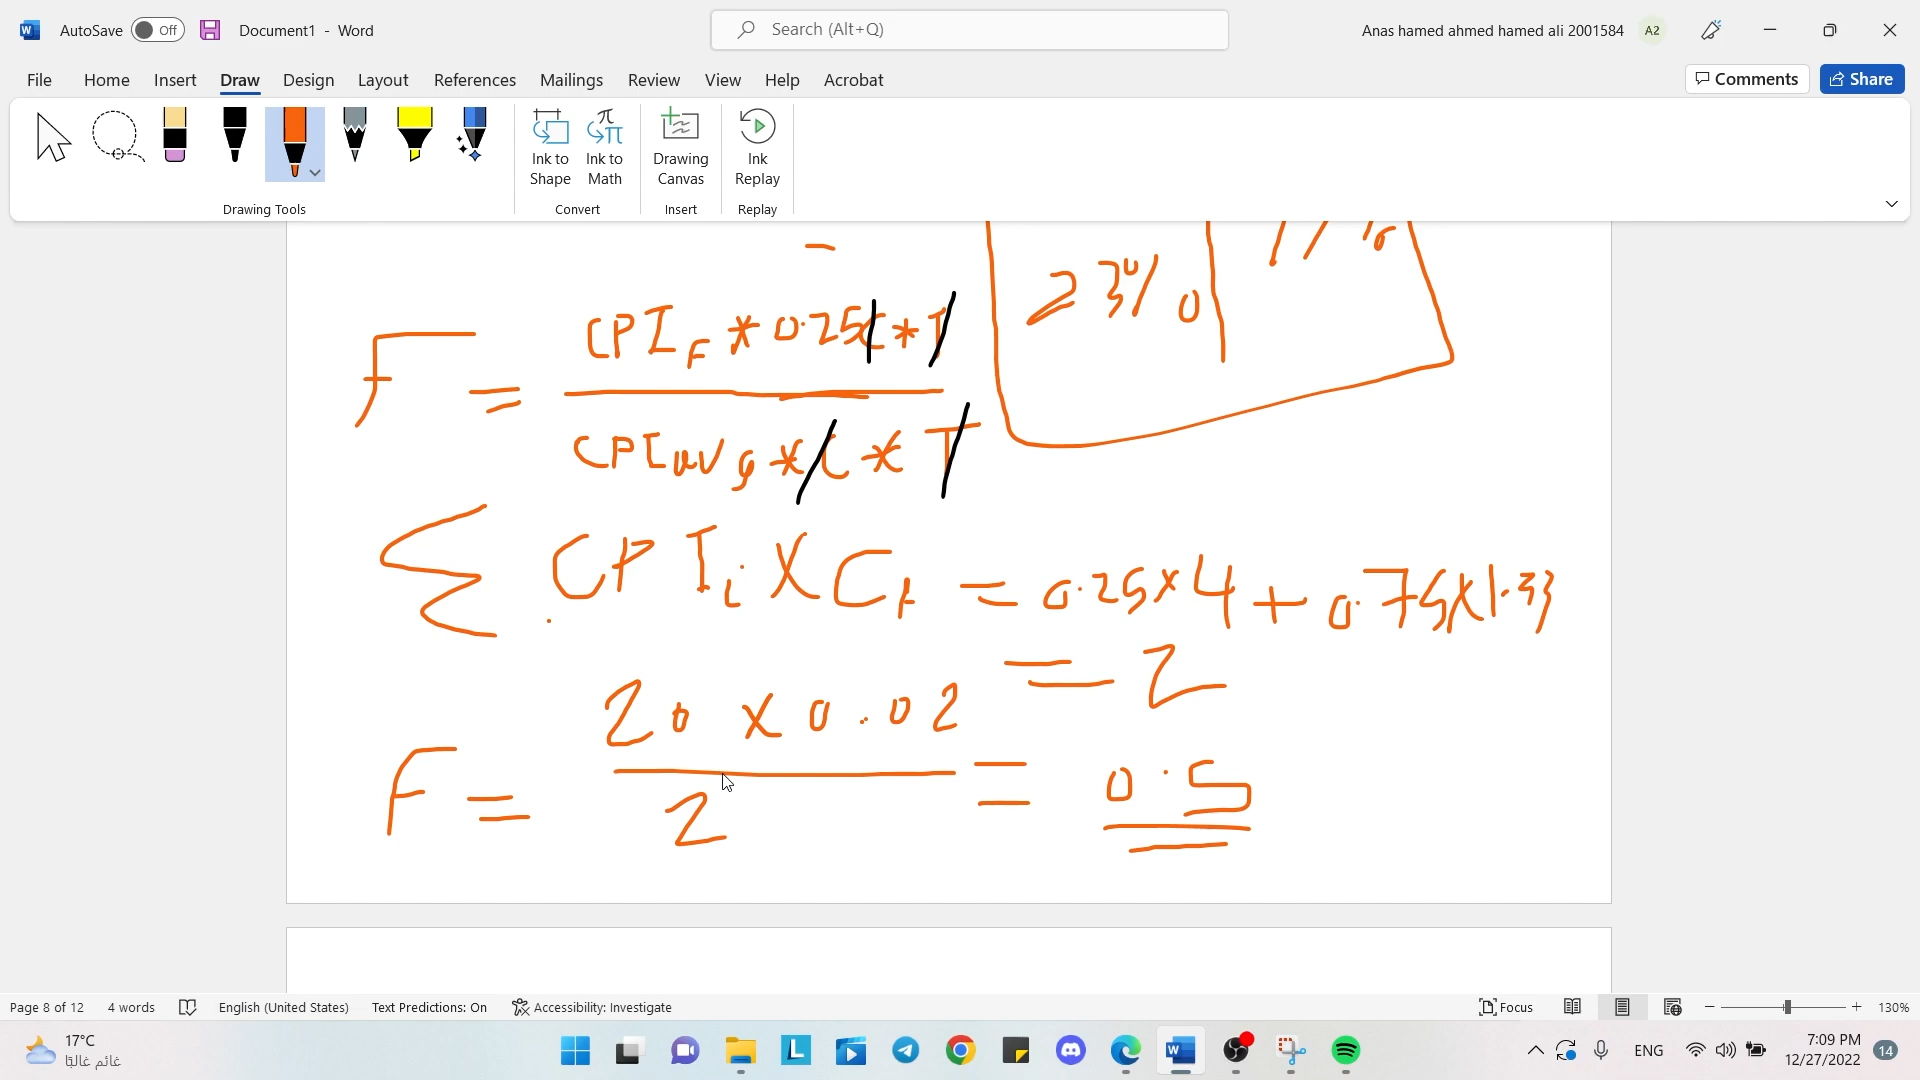 AutoSave Off Document1 - Word Search (Alt+Q) Anas hamed ahmed hamed ali 2001584 A2
File Home Insert Draw Design Layout References Mailings Review View Help Acrobat Comments Share
Ink to Shape Ink to Math Drawing Canvas Ink Replay
Drawing Tools Convert Insert Replay
23%
F = CPI_F * 0.25C * T
CPIavg * C * T
Σ CPI_i X C_i = 0.25 x 4 + 0.75 x 1.33
= 2
F = 20 x 0.02 = 0.5
2
Page 8 of 12 4 words English (United States) Text Predictions: On Accessibility: Investigate Focus 130%
17°C
غائم غالبًا
ENG
7:09 PM
12/27/2022
14